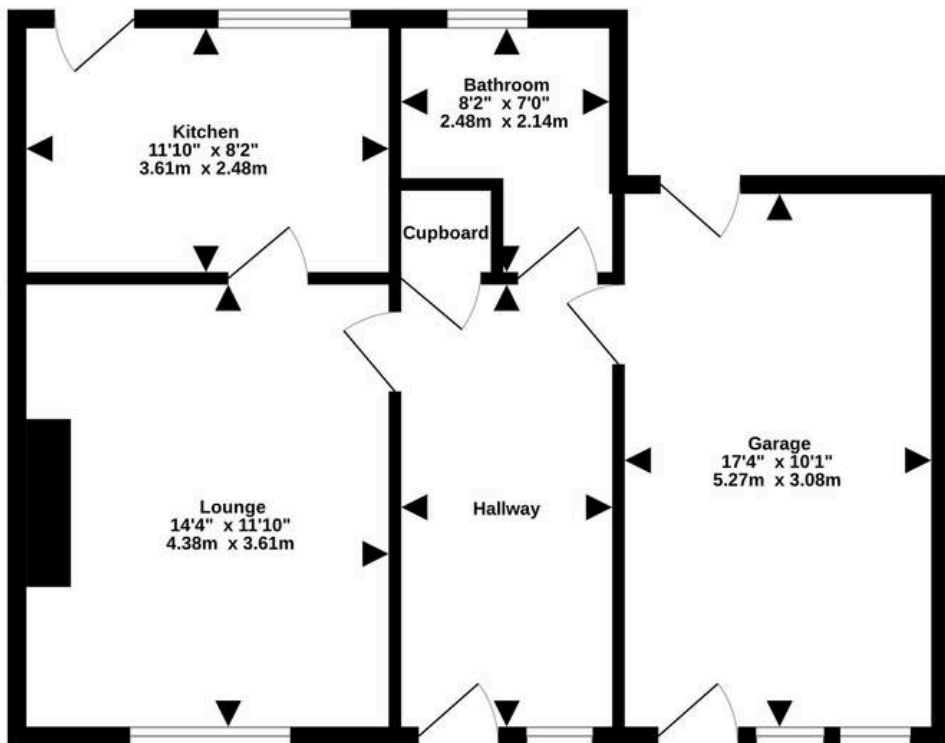 Kitchen
11'10" x 8'2"
3.61m x 2.48m
Bathroom
8'2" x 7'0"
2.48m x 2.14m
Cupboard
Lounge
14'4" x 11'10"
4.38m x 3.61m
Hallway
Garage
17'4" x 10'1"
5.27m x 3.08m